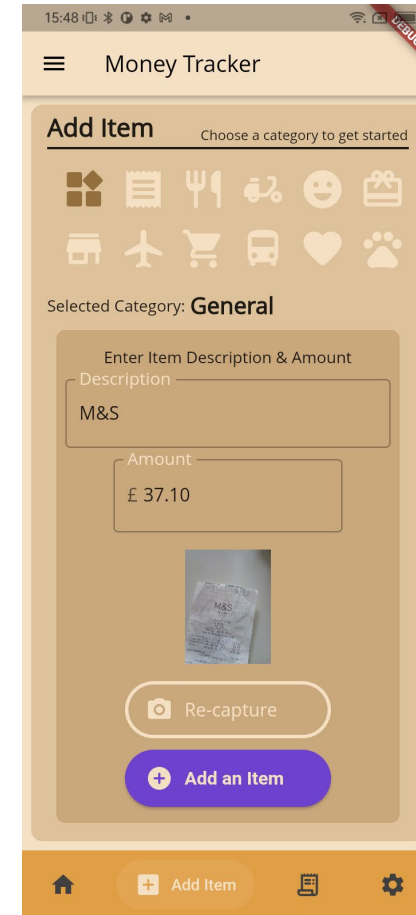 15:48
DEBUG
Money Tracker
Add Item
Choose a category to get started
Selected Category: General
Enter Item Description & Amount
Description
M&S
Amount
£ 37.10
M&S
Re-capture
Add an Item
Add Item